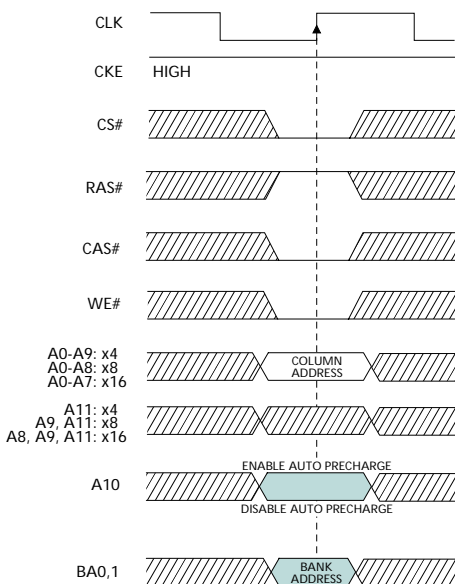 CLK
CKE HIGH
CS#
RAS#
CAS#
WE#
A0-A9: x4
A0-A8: x8
A0-A7: x16
COLUMN
ADDRESS
A11: x4
A9, A11: x8
A8, A9, A11: x16
ENABLE AUTO PRECHARGE
A10
DISABLE AUTO PRECHARGE
BA0,1
BANK
ADDRESS